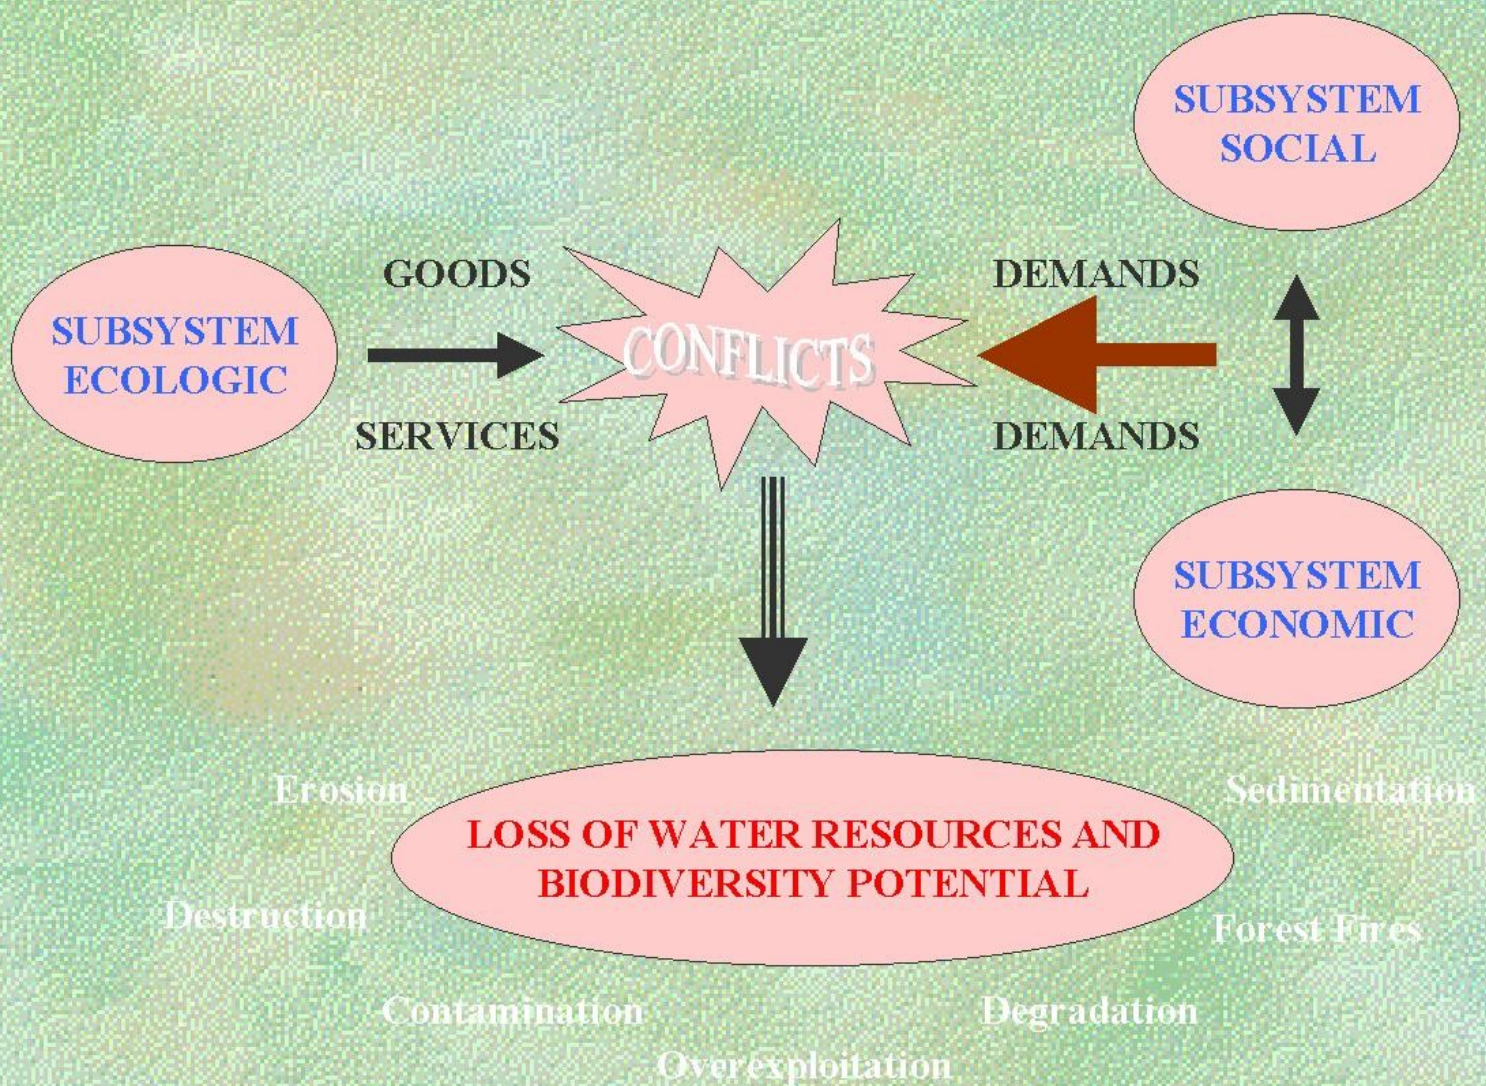 SUBSYSTEM
SOCIAL
GOODS
DEMANDS
SUBSYSTEM
ECOLOGIC
CONFLICTS
SERVICES
DEMANDS
SUBSYSTEM
ECONOMIC
Erosion
Sedimentation
LOSS OF WATER RESOURCES AND
BIODIVERSITY POTENTIAL
Destruction
Forest Fires
Contamination
Degradation
Overexploitation